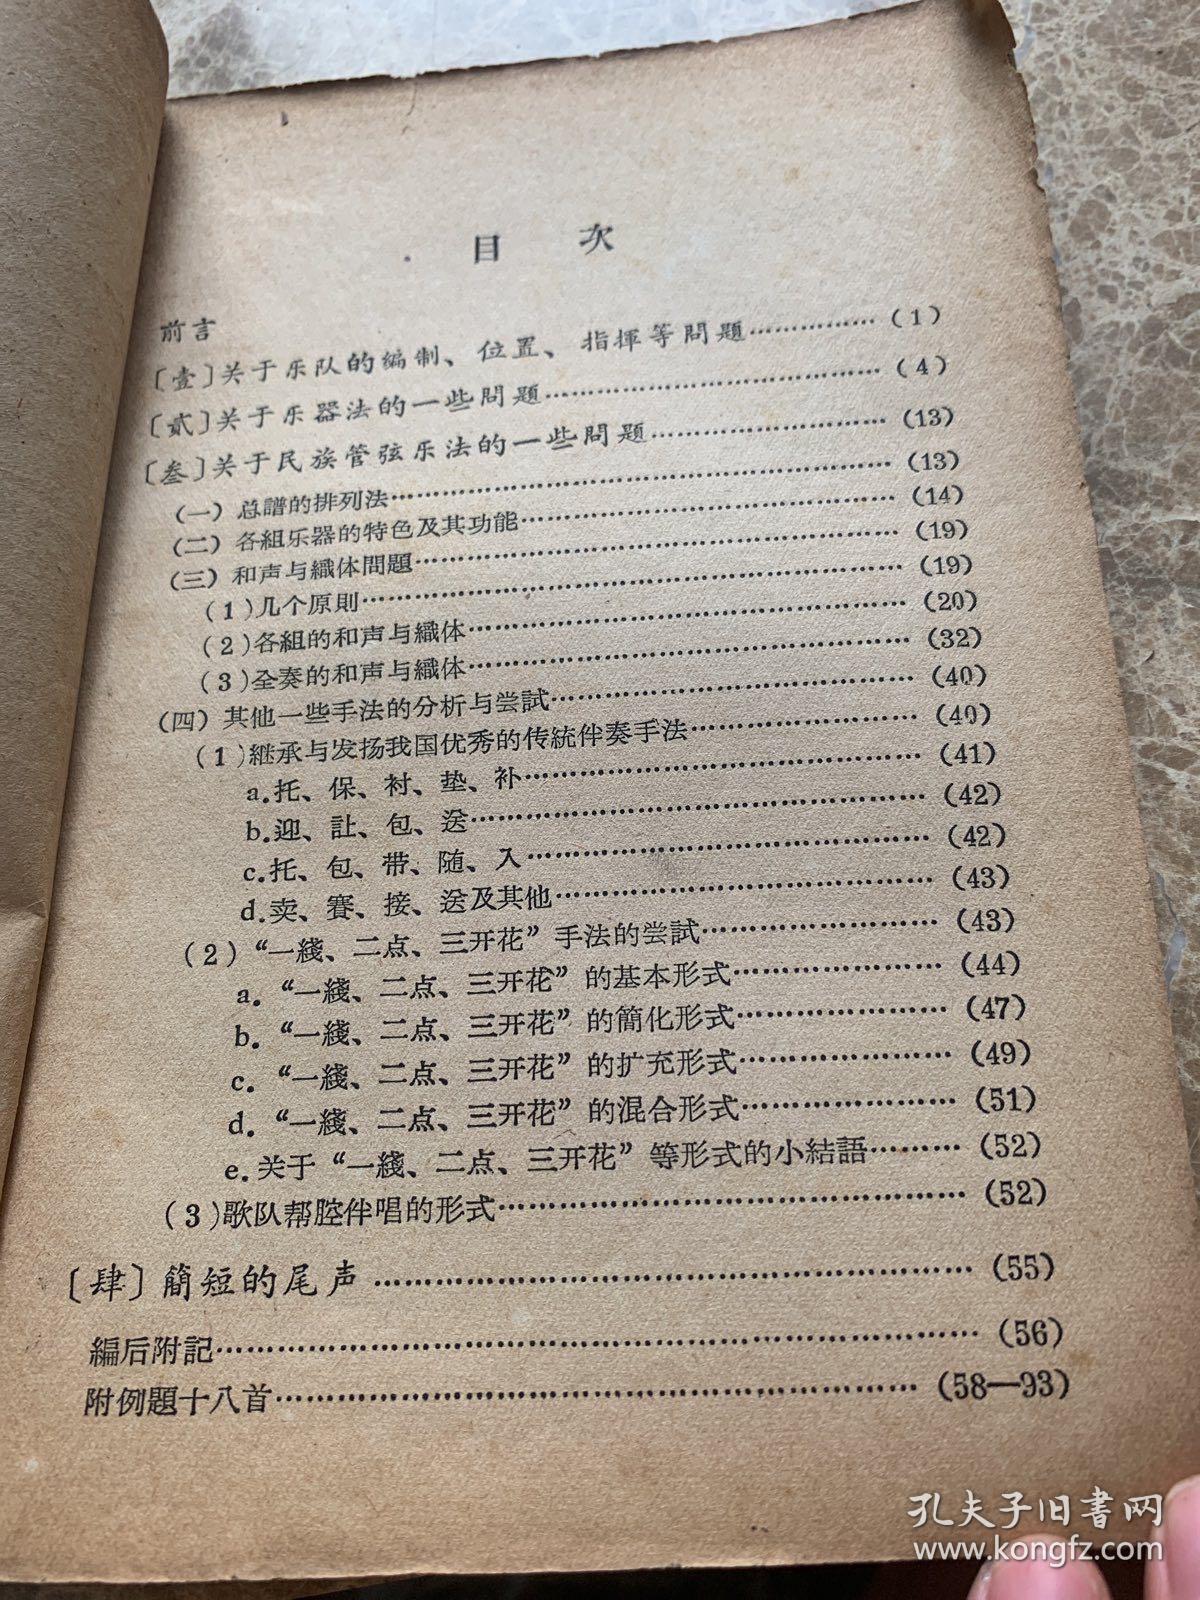 目 次
前言
〔壹〕关于乐队的編制、位置、指揮等問題……………(1)
〔貳〕关于乐器法的一些問題……………………………(4)
〔叁〕关于民族管弦乐法的一些問題……………………(13)
(一)总譜的排列法…………………………………………(13)
(二)各組乐器的特色及其功能……………………………(14)
(三)和声与織体問題………………………………………(19)
(1)几个原則………………………………………………(19)
(2)各組的和声与織体……………………………………(20)
(3)全奏的和声与織体……………………………………(32)
(四)其他一些手法的分析与尝試…………………………(40)
(1)継承与发扬我国优秀的传統伴奏手法………………(40)
a.托、保、衬、垫、补……………………………………(41)
b.迎、訨、包、送…………………………………………(42)
c.托、包、带、随、入……………………………………(42)
d.卖、賽、接、送及其他…………………………………(43)
(2)“一綫、二点、三开花”手法的尝試…………………(43)
a.“一綫、二点、三开花”的基本形式…………………(44)
b.“一綫、二点、三开花”的簡化形式…………………(47)
c.“一綫、二点、三开花”的扩充形式…………………(49)
d.“一綫、二点、三开花”的混合形式…………………(51)
e.关于“一綫、二点、三开花”等形式的小結語………(52)
(3)歌队帮腔伴唱的形式…………………………………(52)
〔肆〕簡短的尾声…………………………………………(55)
編后附記……………………………………………………(56)
附例題十八首………………………………………………(58—93)
孔夫子旧書网
www.kongfz.com